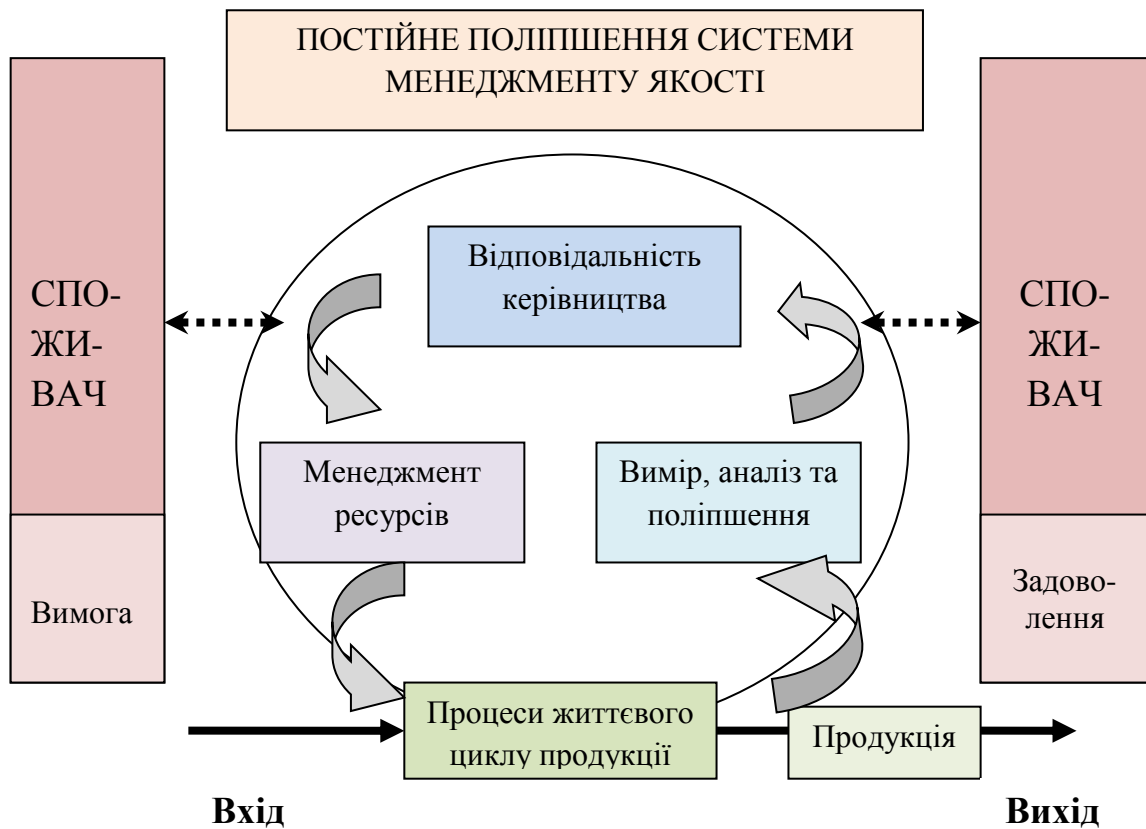 ПОСТІЙНЕ ПОЛІПШЕННЯ СИСТЕМИ
МЕНЕДЖМЕНТУ ЯКОСТІ
СПО-
ЖИ-
ВАЧ
Відповідальність
керівництва
СПО-
ЖИ-
ВАЧ
Менеджмент
ресурсів
Вимір, аналіз та
поліпшення
Вимога
Задово-
лення
Процеси життєвого
циклу продукції
Продукція
Вхід
Вихід